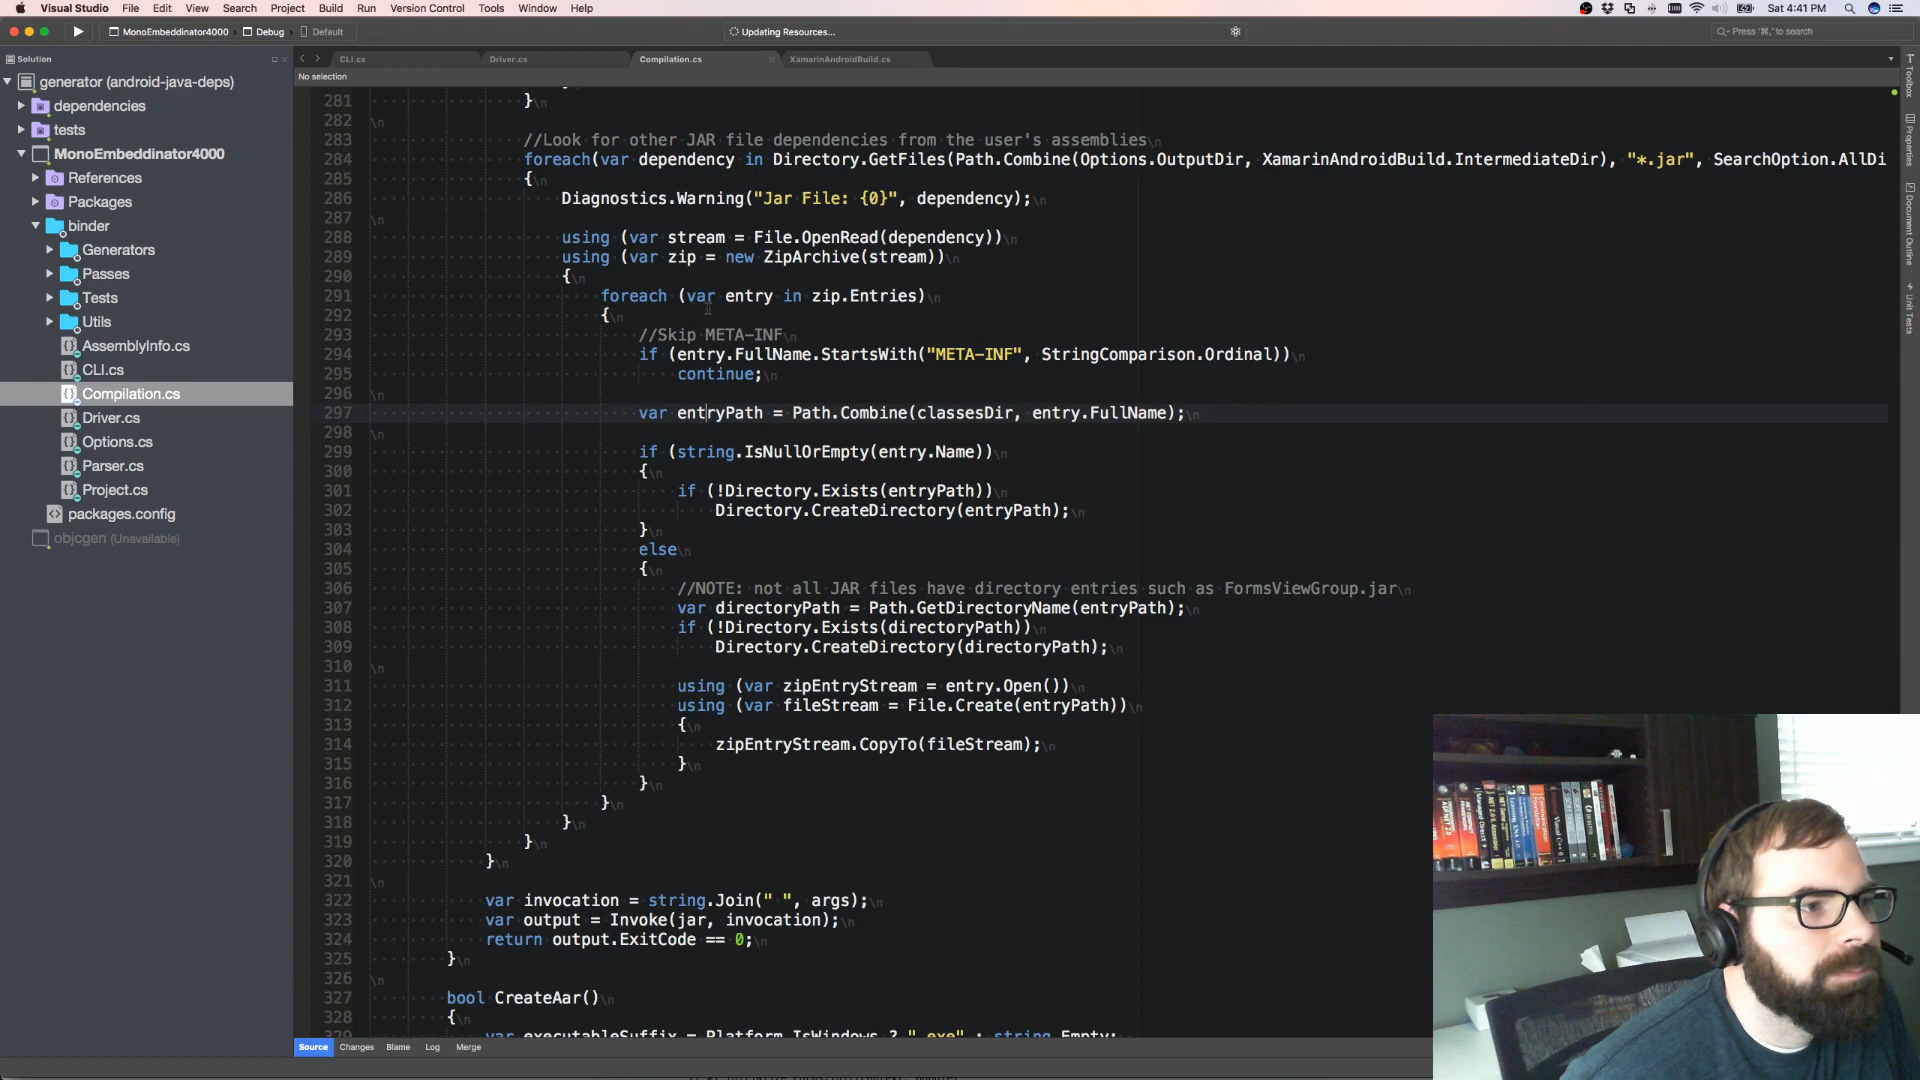 Visual Studio File Edit View Search Project Build Run Version Control Tools Window Help Sat 4:41 PM
MonoEmbeddinator4000 Debug Default Updating Resources... Press '⌘,' to search
Solution
CLI.cs Driver.cs Compilation.cs XamarinAndroidBuild.cs
No selection
generator (android-java-deps)
dependencies
tests
MonoEmbeddinator4000
References
Packages
binder
Generators
Passes
Tests
Utils
AssemblyInfo.cs
CLI.cs
Compilation.cs
Driver.cs
Options.cs
Parser.cs
Project.cs
packages.config
objcgen (Unavailable)
281 }\n
282 \n
283 //Look for other JAR file dependencies from the user's assemblies\n
284 foreach(var dependency in Directory.GetFiles(Path.Combine(Options.OutputDir, XamarinAndroidBuild.IntermediateDir), "*.jar", SearchOption.AllDi
285 {\n
286 Diagnostics.Warning("Jar File: {0}", dependency);\n
287 \n
288 using (var stream = File.OpenRead(dependency))\n
289 using (var zip = new ZipArchive(stream))\n
290 {\n
291 foreach (var entry in zip.Entries)\n
292 {\n
293 //Skip META-INF\n
294 if (entry.FullName.StartsWith("META-INF", StringComparison.Ordinal))\n
295 continue;\n
296 \n
297 var entryPath = Path.Combine(classesDir, entry.FullName);\n
298 \n
299 if (string.IsNullOrEmpty(entry.Name))\n
300 {\n
301 if (!Directory.Exists(entryPath))\n
302 Directory.CreateDirectory(entryPath);\n
303 }\n
304 else\n
305 {\n
306 //NOTE: not all JAR files have directory entries such as FormsViewGroup.jar\n
307 var directoryPath = Path.GetDirectoryName(entryPath);\n
308 if (!Directory.Exists(directoryPath))\n
309 Directory.CreateDirectory(directoryPath);\n
310 \n
311 using (var zipEntryStream = entry.Open())\n
312 using (var fileStream = File.Create(entryPath))\n
313 {\n
314 zipEntryStream.CopyTo(fileStream);\n
315 }\n
316 }\n
317 }\n
318 }\n
319 }\n
320 }\n
321 \n
322 var invocation = string.Join(" ", args);\n
323 var output = Invoke(jar, invocation);\n
324 return output.ExitCode == 0;\n
325 }\n
326 \n
327 bool CreateAar()\n
328 {\n
329 var executableSuffix = Platform.IsWindows ? ".exe" : string.Empty;
Source Changes Blame Log Merge
Toolbox
Properties
Document Outline
Unit Tests